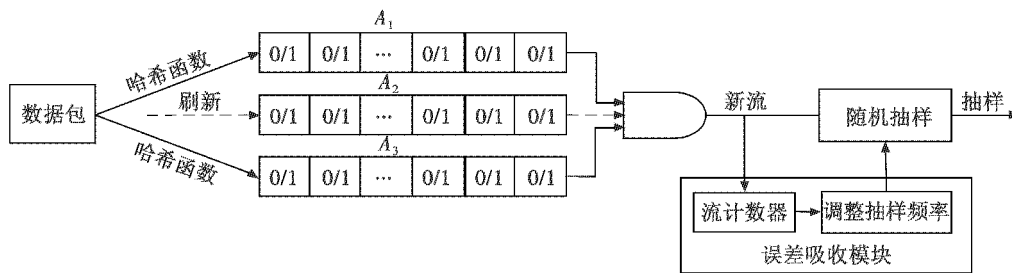 A₁
哈希函数
0/1 0/1 ... 0/1 0/1 0/1
数据包
刷新
A₂
0/1 0/1 ... 0/1 0/1 0/1
新流
随机抽样
抽样
哈希函数
A₃
0/1 0/1 ... 0/1 0/1 0/1
流计数器
调整抽样频率
误差吸收模块